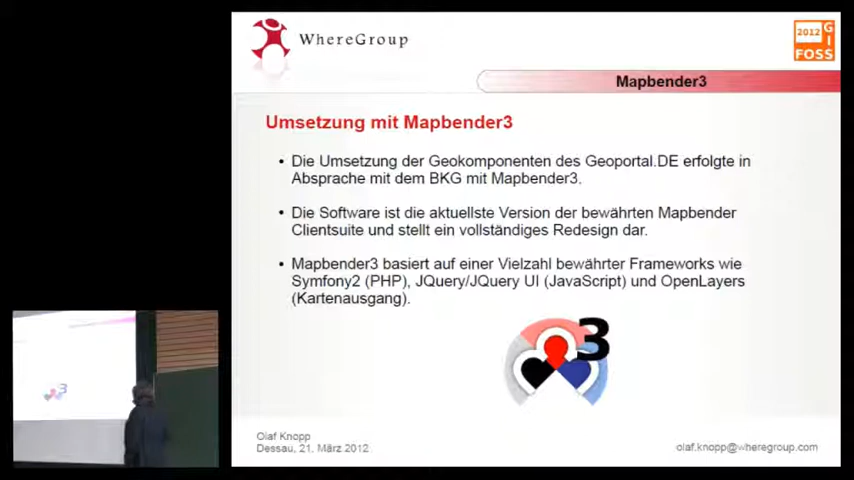 WhereGroup
2012 GIS
FOSS
Mapbender3
Umsetzung mit Mapbender3
• Die Umsetzung der Geokomponenten des Geoportal.DE erfolgte in
Absprache mit dem BKG mit Mapbender3.
• Die Software ist die aktuellste Version der bewährten Mapbender
Clientsuite und stellt ein vollständiges Redesign dar.
• Mapbender3 basiert auf einer Vielzahl bewährter Frameworks wie
Symfony2 (PHP), JQuery/JQuery UI (JavaScript) und OpenLayers
(Kartenausgang).
3
3
Olaf Knopp
Dessau, 21. März 2012
olaf.knopp@wheregroup.com